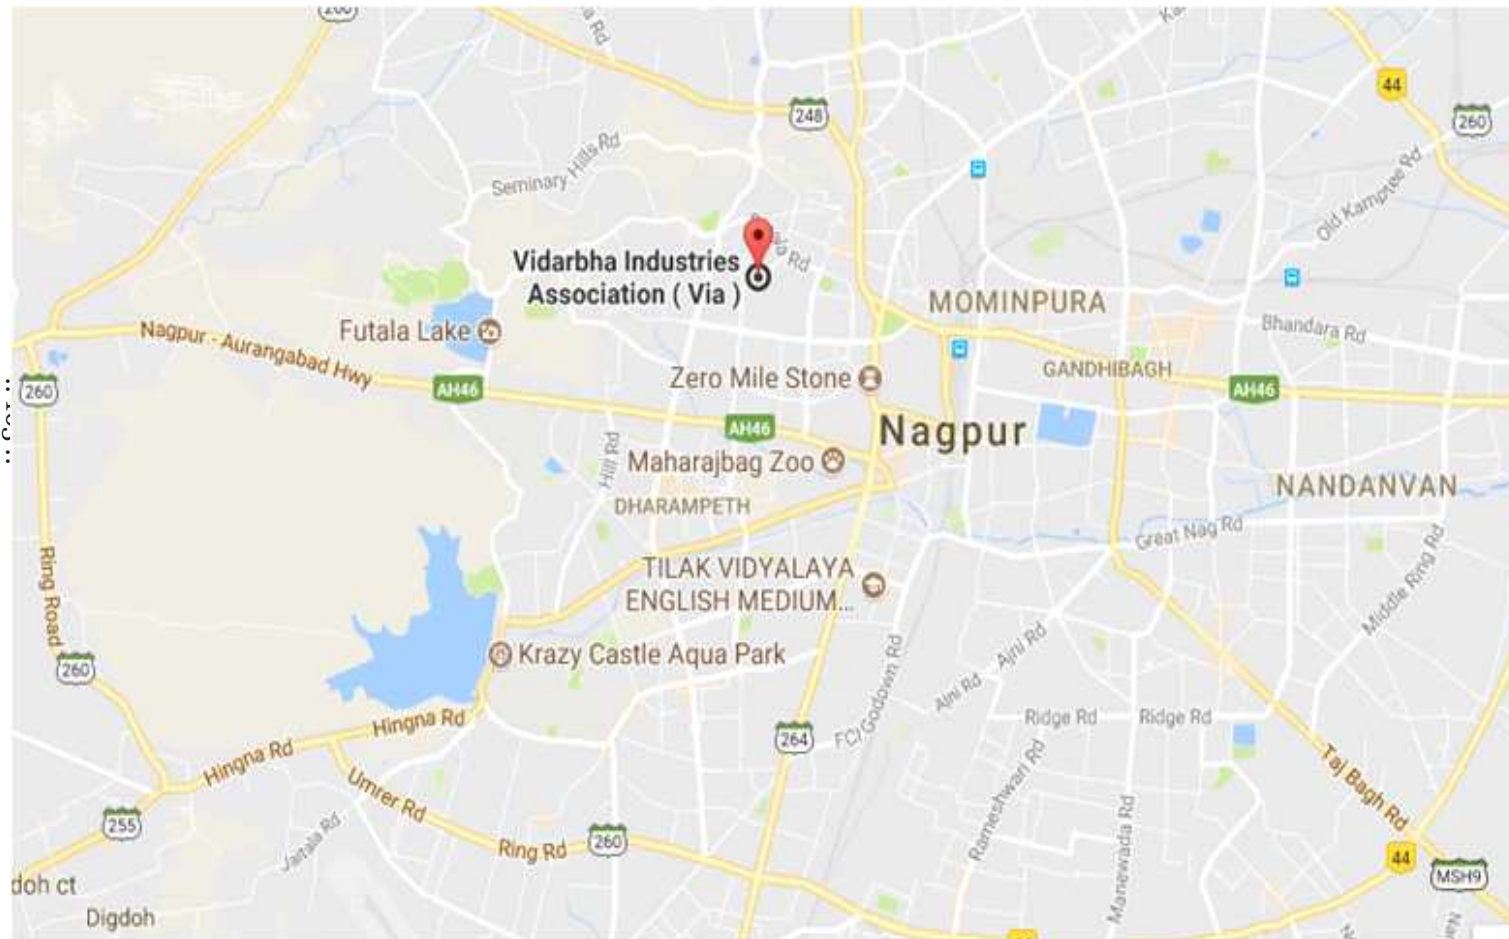 260
248
44
260
Seminary Hills Rd
Old Kamptee Rd
Vidarbha Industries
Association ( Via )
MOMINPURA
Futala Lake
Nagpur - Aurangabad Hwy
Bhandara Rd
Zero Mile Stone
GANDHIBAGH
260
AH46
AH46
AH46
Nagpur
Hill Rd
Maharajbag Zoo
NANDANVAN
DHARAMPETH
Great Nag Rd
Ring Road
TILAK VIDYALAYA
ENGLISH MEDIUM...
Middle Ring Rd
Krazy Castle Aqua Park
260
Ajni Rd
Ajni Rd
FCI Godown Rd
Hingna Rd
Ridge Rd
Ridge Rd
264
Hingna Rd
Umrer Rd
Taj Bagh Rd
Rameshwari Rd
Manewada Rd
255
Jaitala Rd
Ring Rd
260
44
MSH9
doh ct
Digdoh